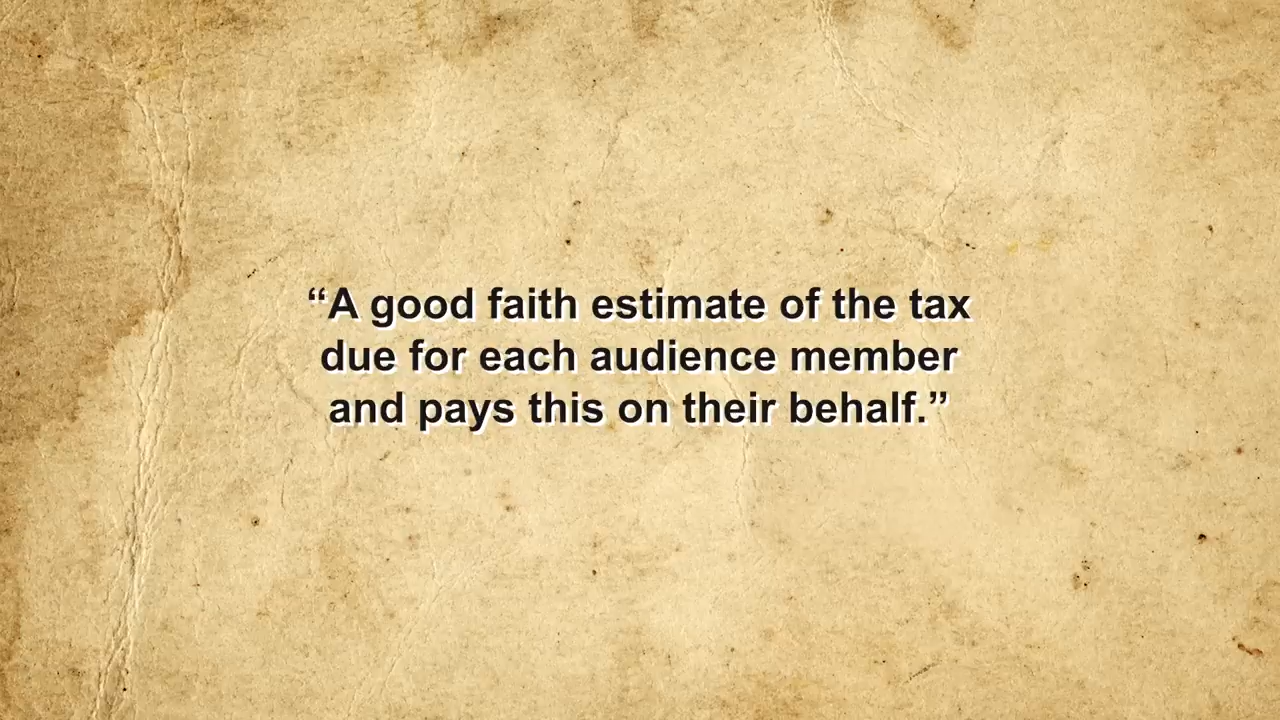 “A good faith estimate of the tax
due for each audience member
and pays this on their behalf.”